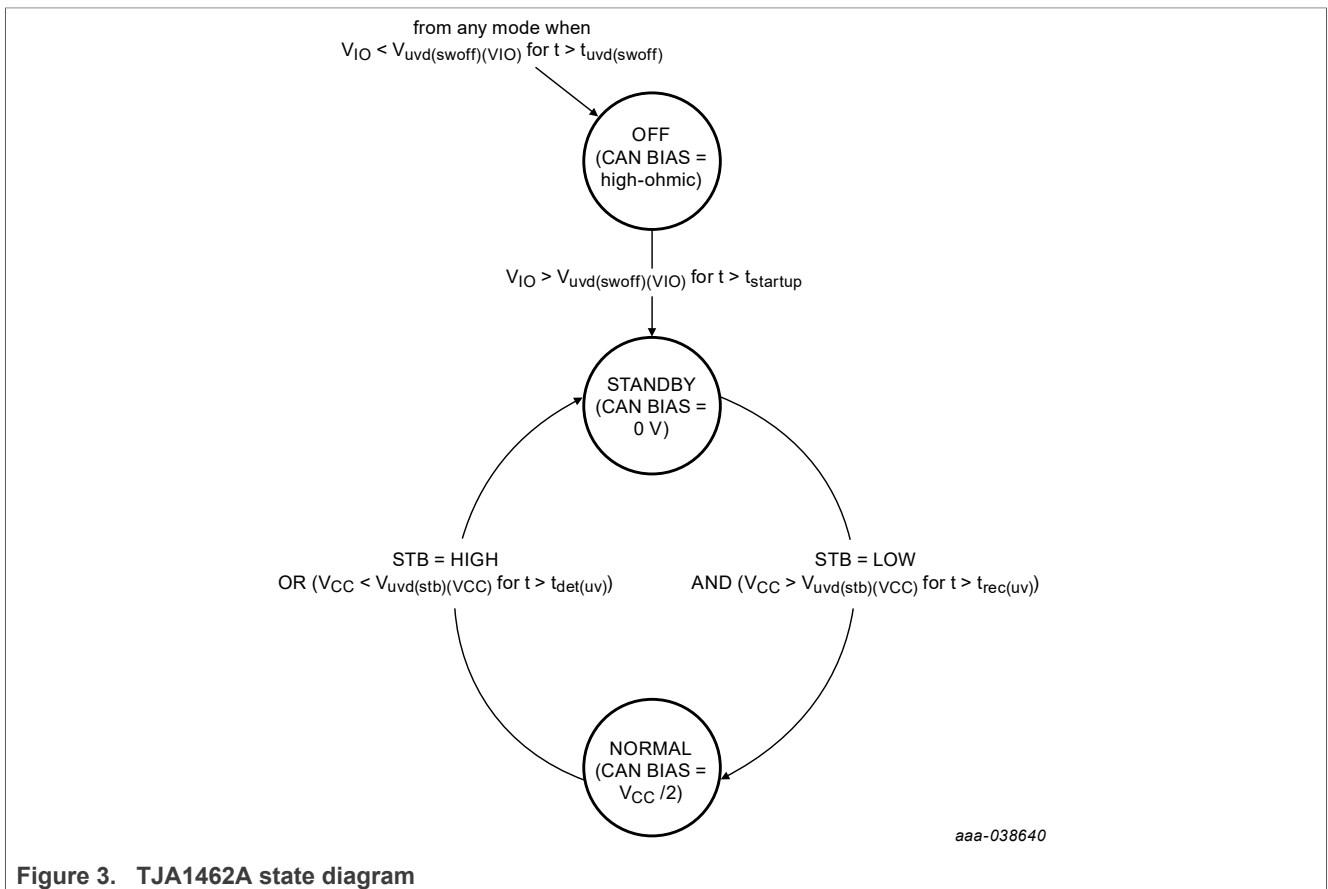 from any mode when
VIO < Vuvd(swoff)(VIO) for t > tuvd(swoff)
OFF
(CAN BIAS =
high-ohmic)
VIO > Vuvd(swoff)(VIO) for t > tstartup
STANDBY
(CAN BIAS =
0 V)
STB = HIGH
OR (VCC < Vuvd(stb)(VCC) for t > tdet(uv))
STB = LOW
AND (VCC > Vuvd(stb)(VCC) for t > trec(uv))
NORMAL
(CAN BIAS =
VCC /2)
aaa-038640
Figure 3. TJA1462A state diagram